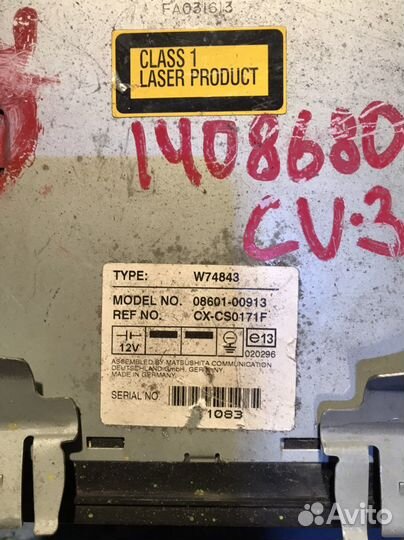 FA031613
CLASS 1
LASER PRODUCT
1408680
CV-3
TYPE: W74843
MODEL NO. 08601-00913
REF NO. CX-CS0171F
12V
e13
020296
ASSEMBLED BY MATSUSHITA COMMUNICATION
DEUTSCHLAND GmbH, GERMANY
MADE IN GERMANY
SERIAL NO
1083
Avito